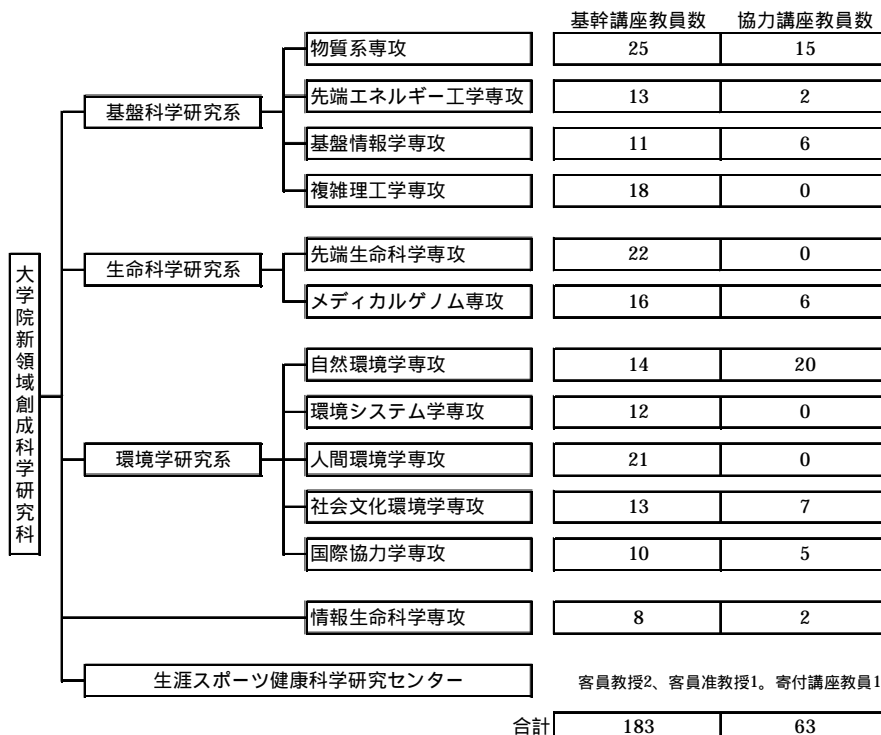 基幹講座教員数 協力講座教員数
物質系専攻 25 15
先端エネルギー工学専攻 13 2
基盤科学研究系
基盤情報学専攻 11 6
複雑理工学専攻 18 0
先端生命科学専攻 22 0
生命科学研究系
メディカルゲノム専攻 16 6
大学院新領域創成科学研究科
自然環境学専攻 14 20
環境システム学専攻 12 0
環境学研究系 人間環境学専攻 21 0
社会文化環境学専攻 13 7
国際協力学専攻 10 5
情報生命科学専攻 8 2
生涯スポーツ健康科学研究センター 客員教授2、客員准教授1。寄付講座教員1
合計 183 63